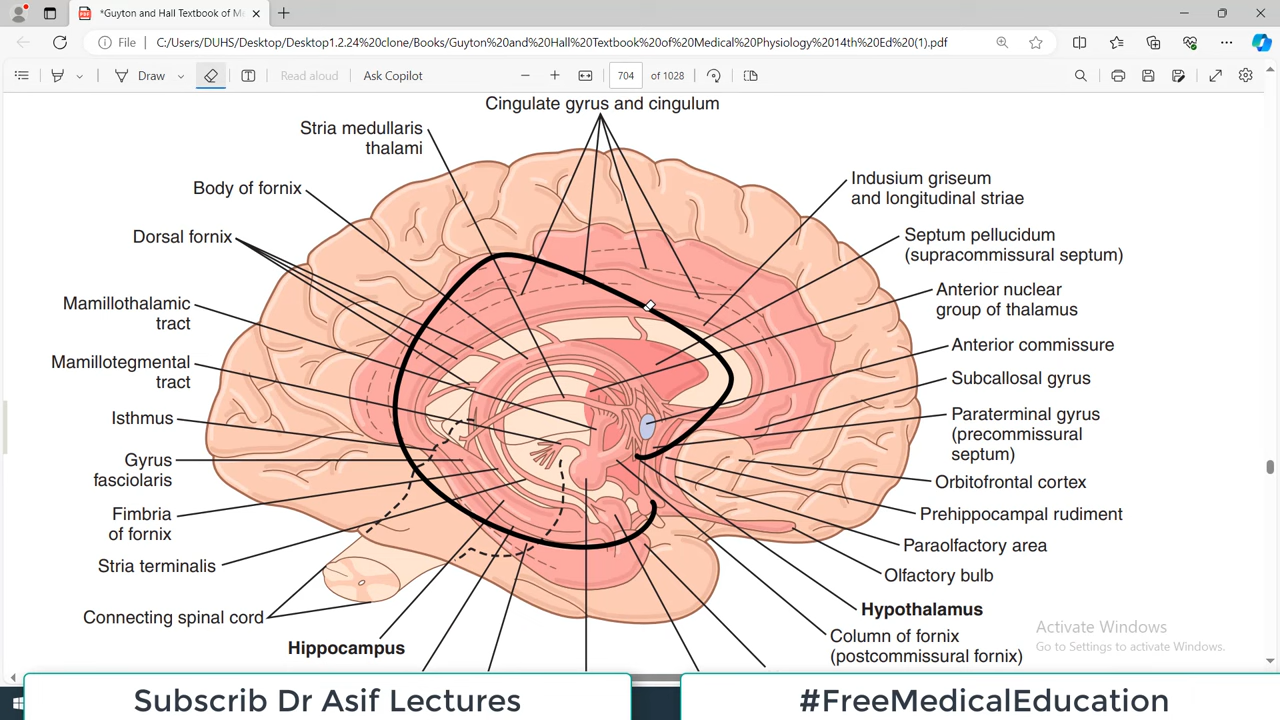 *Guyton and Hall Textbook of Me
File
C:/Users/DUHS/Desktop/Desktop1.2.24%20clone/Books/Guyton%20and%20Hall%20Textbook%20of%20Medical%20Physiology%2014th%20Ed%20(1).pdf
Draw
Read aloud
Ask Copilot
704 of 1028
Cingulate gyrus and cingulum
Stria medullaris
thalami
Body of fornix
Dorsal fornix
Mamillothalamic
tract
Mamillotegmental
tract
Isthmus
Gyrus
fasciolaris
Fimbria
of fornix
Stria terminalis
Connecting spinal cord
Hippocampus
Indusium griseum
and longitudinal striae
Septum pellucidum
(supracommissural septum)
Anterior nuclear
group of thalamus
Anterior commissure
Subcallosal gyrus
Paraterminal gyrus
(precommissural
septum)
Orbitofrontal cortex
Prehippocampal rudiment
Paraolfactory area
Olfactory bulb
Hypothalamus
Column of fornix
(postcommissural fornix)
Activate Windows
Go to Settings to activate Windows.
Subscrib Dr Asif Lectures
#FreeMedicalEducation